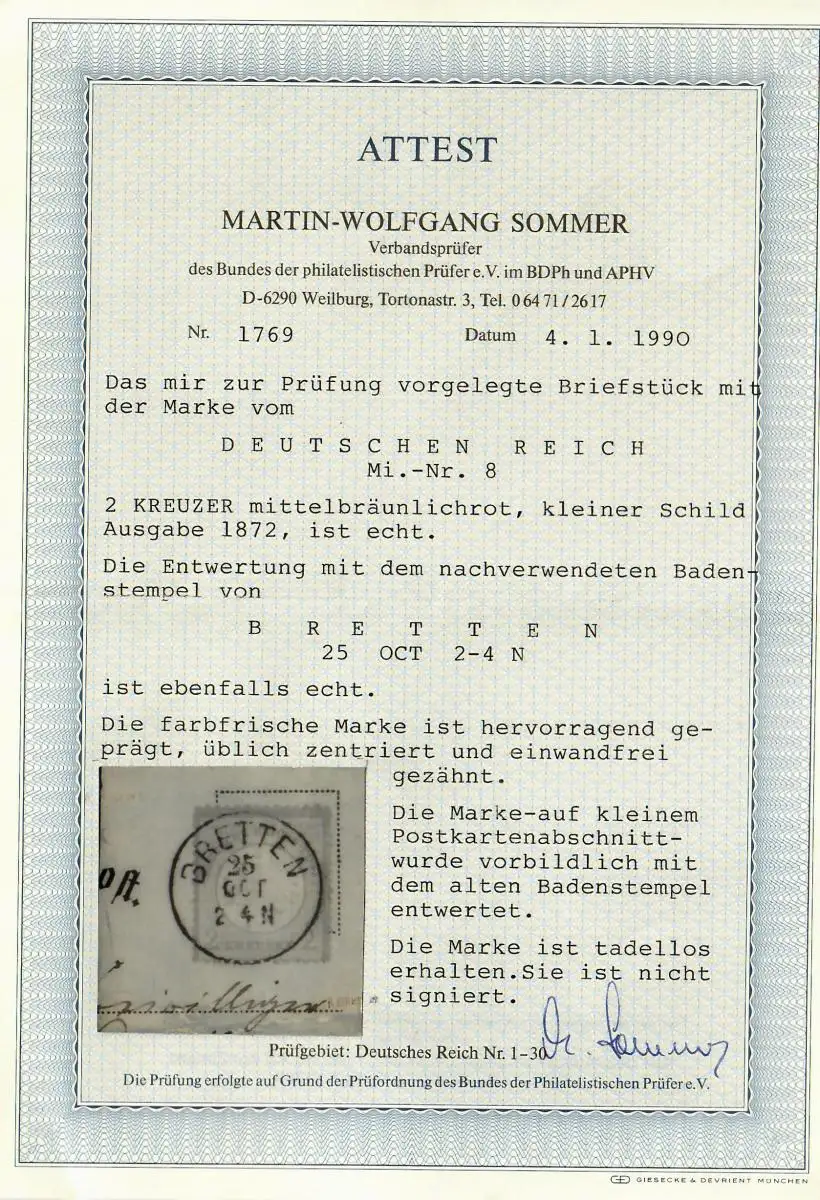 ATTEST
MARTIN-WOLFGANG SOMMER
Verbandsprüfer
des Bundes der philatelistischen Prüfer e.V. im BDPh und APHV
D-6290 Weilburg, Tortonastr. 3, Tel. 0 64 71 / 26 17
Nr. 1769 Datum 4. 1. 1990
Das mir zur Prüfung vorgelegte Briefstück mit
der Marke vom
D E U T S C H E N R E I C H
Mi.-Nr. 8
2 KREUZER mittelbräunlichrot, kleiner Schild
Ausgabe 1872, ist echt.
Die Entwertung mit dem nachverwendeten Baden-
stempel von
B R E T T E N
25 OCT 2-4 N
ist ebenfalls echt.
Die farbfrische Marke ist hervorragend ge-
prägt, üblich zentriert und einwandfrei
gezähnt.
Die Marke-auf kleinem
Postkartenabschnitt-
wurde vorbildlich mit
dem alten Badenstempel
entwertet.
Die Marke ist tadellos
erhalten.Sie ist nicht
signiert.
BRETTEN
25
OCT
2 4 N
Prüfgebiet: Deutsches Reich Nr. 1-30
Die Prüfung erfolgte auf Grund der Prüfordnung des Bundes der Philatelistischen Prüfer e.V.
GIESECKE & DEVRIENT MÜNCHEN